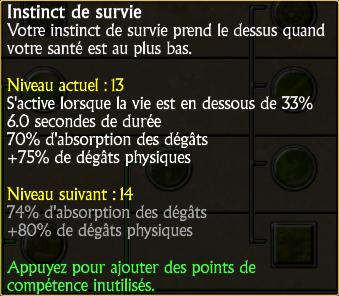 Instinct de survie
Votre instinct de survie prend le dessus quand
votre santé est au plus bas.
Niveau actuel : 13
S'active lorsque la vie est en dessous de 33%
6.0 secondes de durée
70% d'absorption des dégâts
+75% de dégâts physiques
Niveau suivant : 14
74% d'absorption des dégâts
+80% de dégâts physiques
Appuyez pour ajouter des points de
compétence inutilisés.